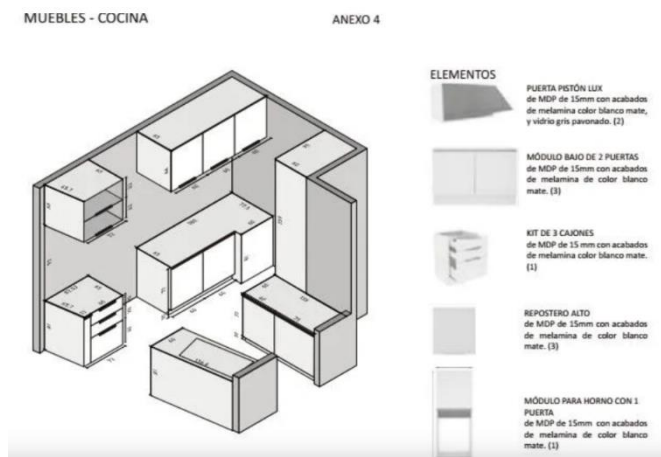 MUEBLES - COCINA
ANEXO 4
ELEMENTOS
PUERTA PISTÓN LUX
de MDP de 15mm con acabados
de melamina color blanco mate,
y vidrio gris pavonado. (2)
MÓDULO BAJO DE 2 PUERTAS
de MDP de 15mm con acabados
de melamina de color blanco
mate. (3)
KIT DE 3 CAJONES
de MDP de 15 mm con acabados
de melamina color blanco mate.
(1)
REPOSTERO ALTO
de MDP de 15mm con acabados
de melamina de color blanco
mate. (3)
MÓDULO PARA HORNO CON 1
PUERTA
de MDP de 15mm con acabados
de melamina de color blanco
mate. (1)